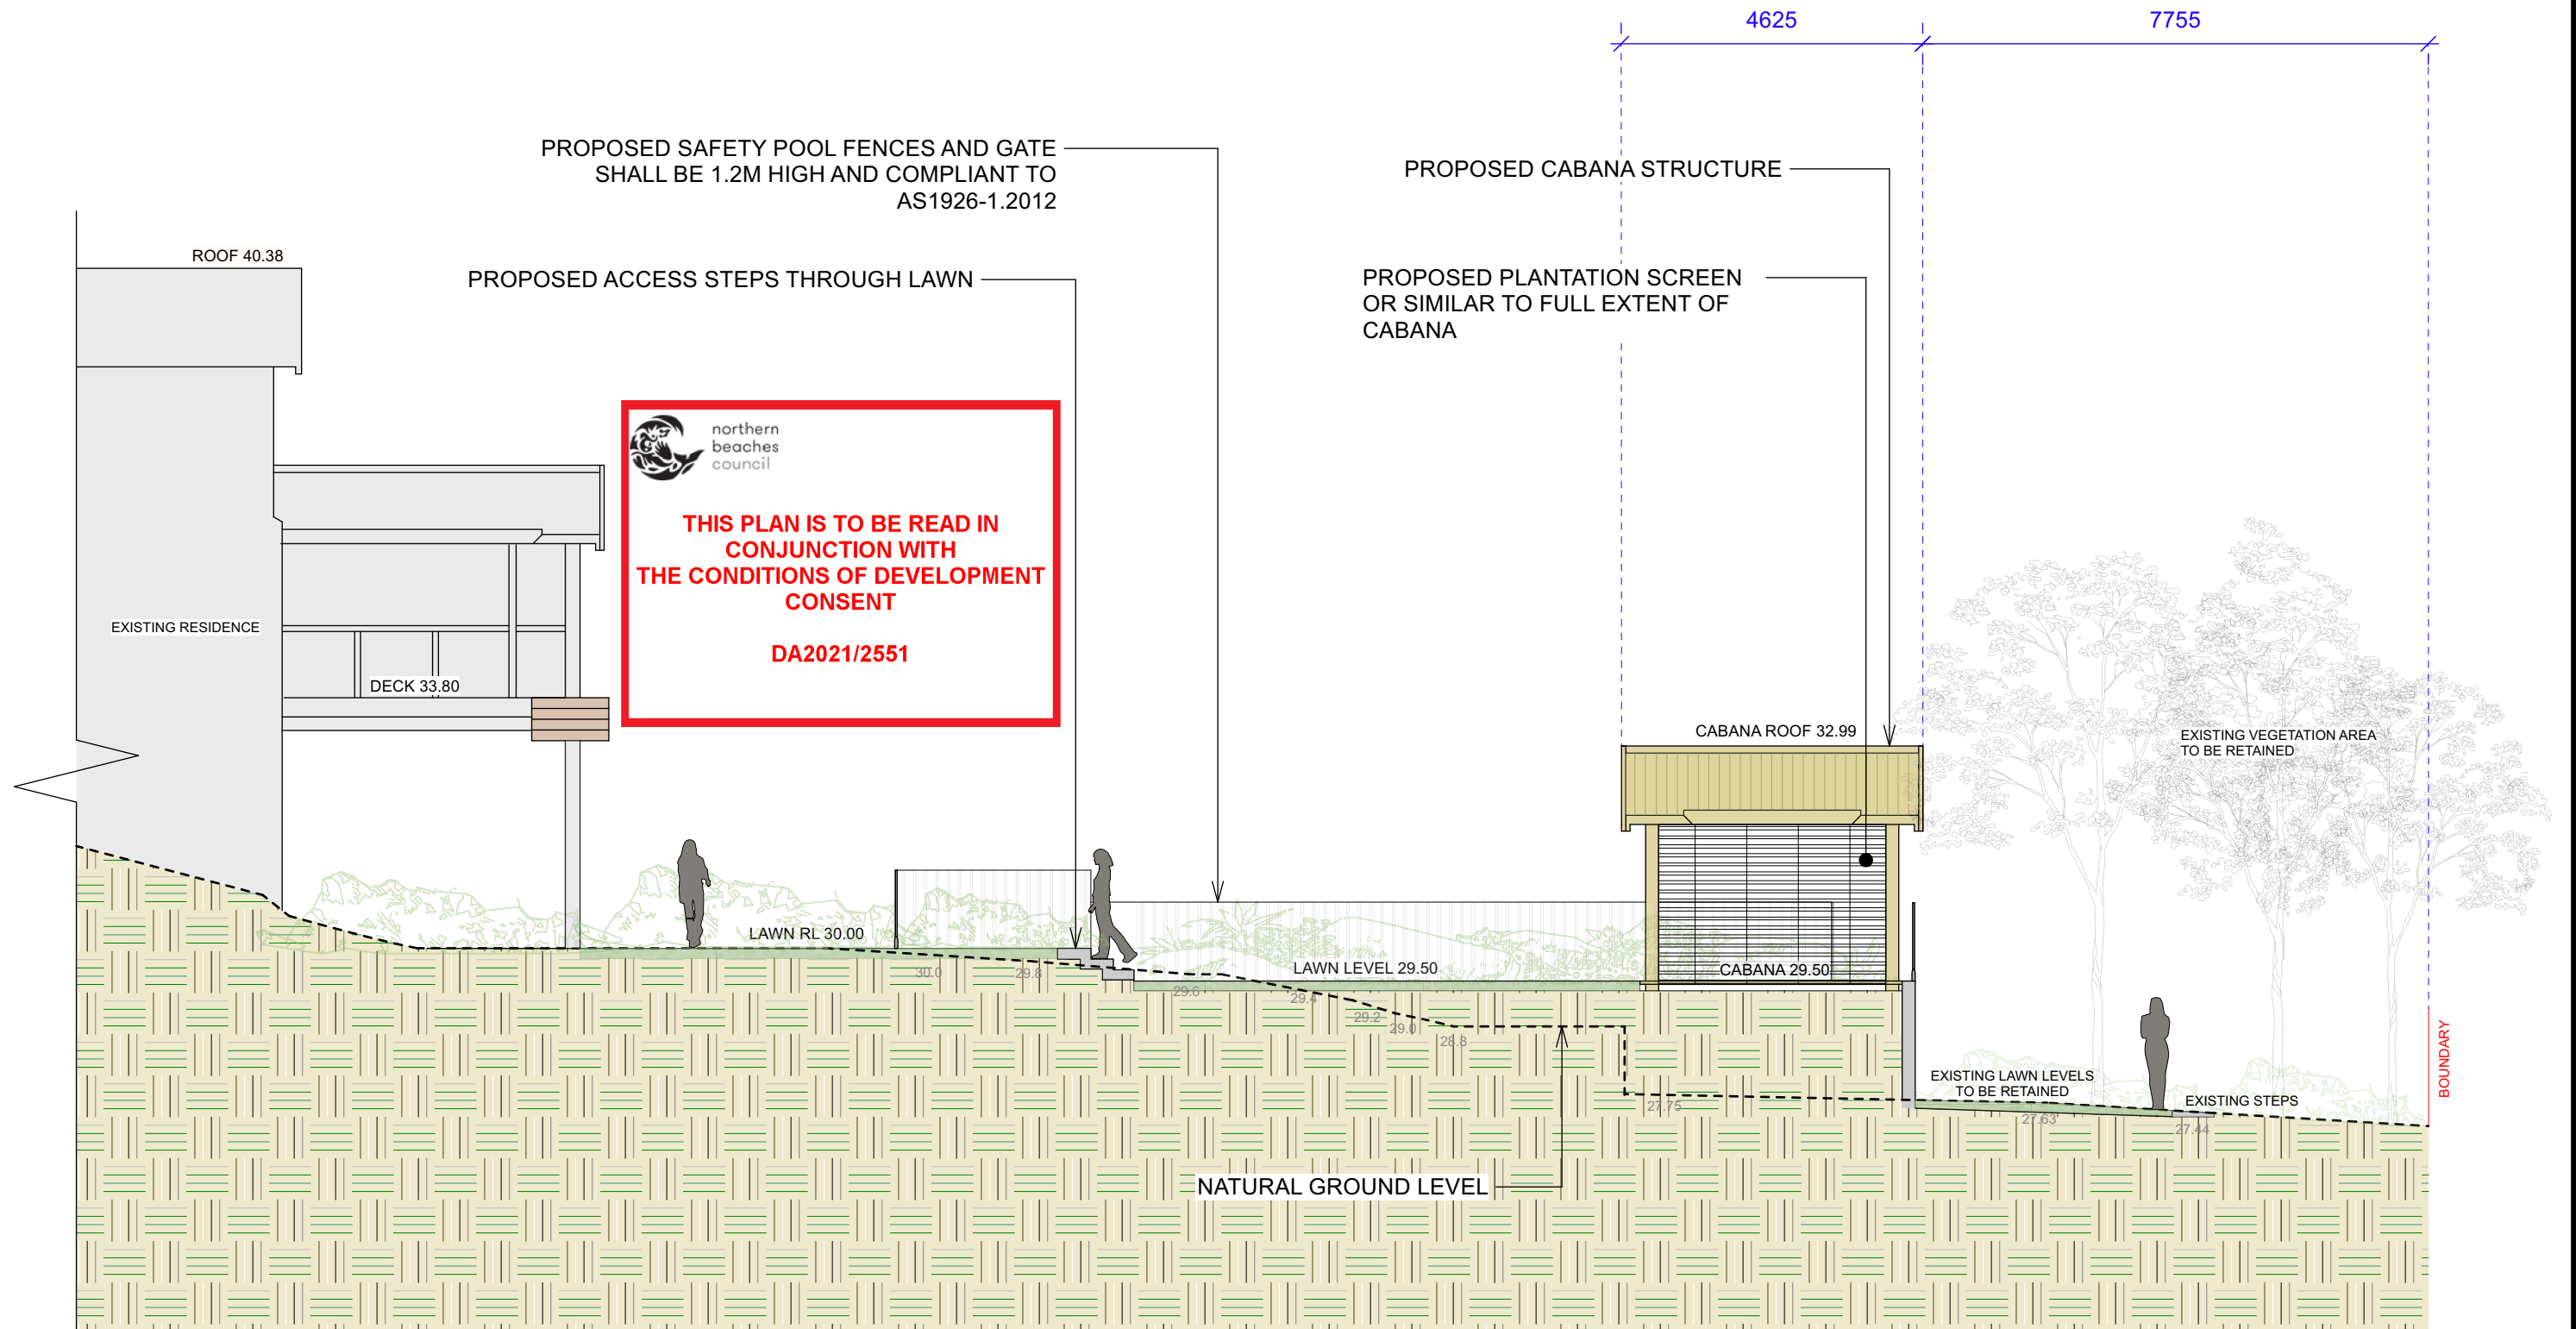 4625
7755
PROPOSED SAFETY POOL FENCES AND GATE
SHALL BE 1.2M HIGH AND COMPLIANT TO
AS1926-1.2012
PROPOSED CABANA STRUCTURE
ROOF 40.38
PROPOSED ACCESS STEPS THROUGH LAWN
PROPOSED PLANTATION SCREEN
OR SIMILAR TO FULL EXTENT OF
CABANA
northern
beaches
council
THIS PLAN IS TO BE READ IN
CONJUNCTION WITH
THE CONDITIONS OF DEVELOPMENT
CONSENT
DA2021/2551
EXISTING RESIDENCE
DECK 33.80
CABANA ROOF 32.99
EXISTING VEGETATION AREA
TO BE RETAINED
LAWN RL 30.00
30.0
29.8
LAWN LEVEL 29.50
CABANA 29.50
29.6
29.4
29.2
29.0
28.8
27.75
EXISTING LAWN LEVELS
TO BE RETAINED
EXISTING STEPS
27.63
27.44
BOUNDARY
NATURAL GROUND LEVEL